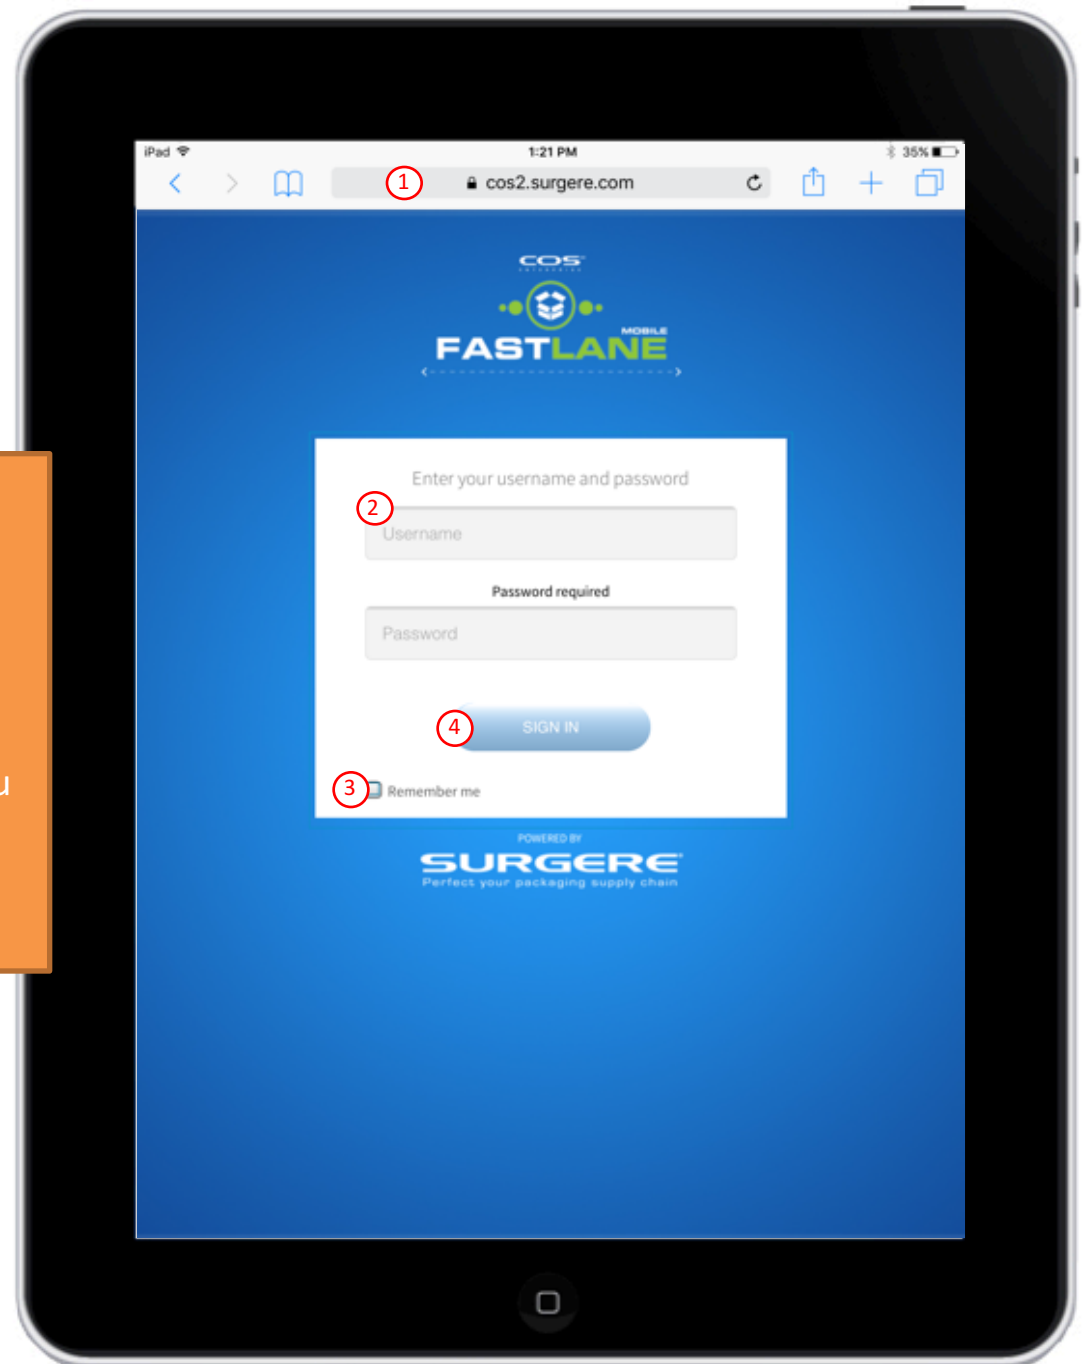 iPad 1:21 PM 35%
1 cos2.surgere.com
COS
MOBILE
FASTLANE
Enter your username and password
2
Username
Password required
Password
4 SIGN IN
u
3 Remember me
POWERED BY
SURGERE
Perfect your packaging supply chain